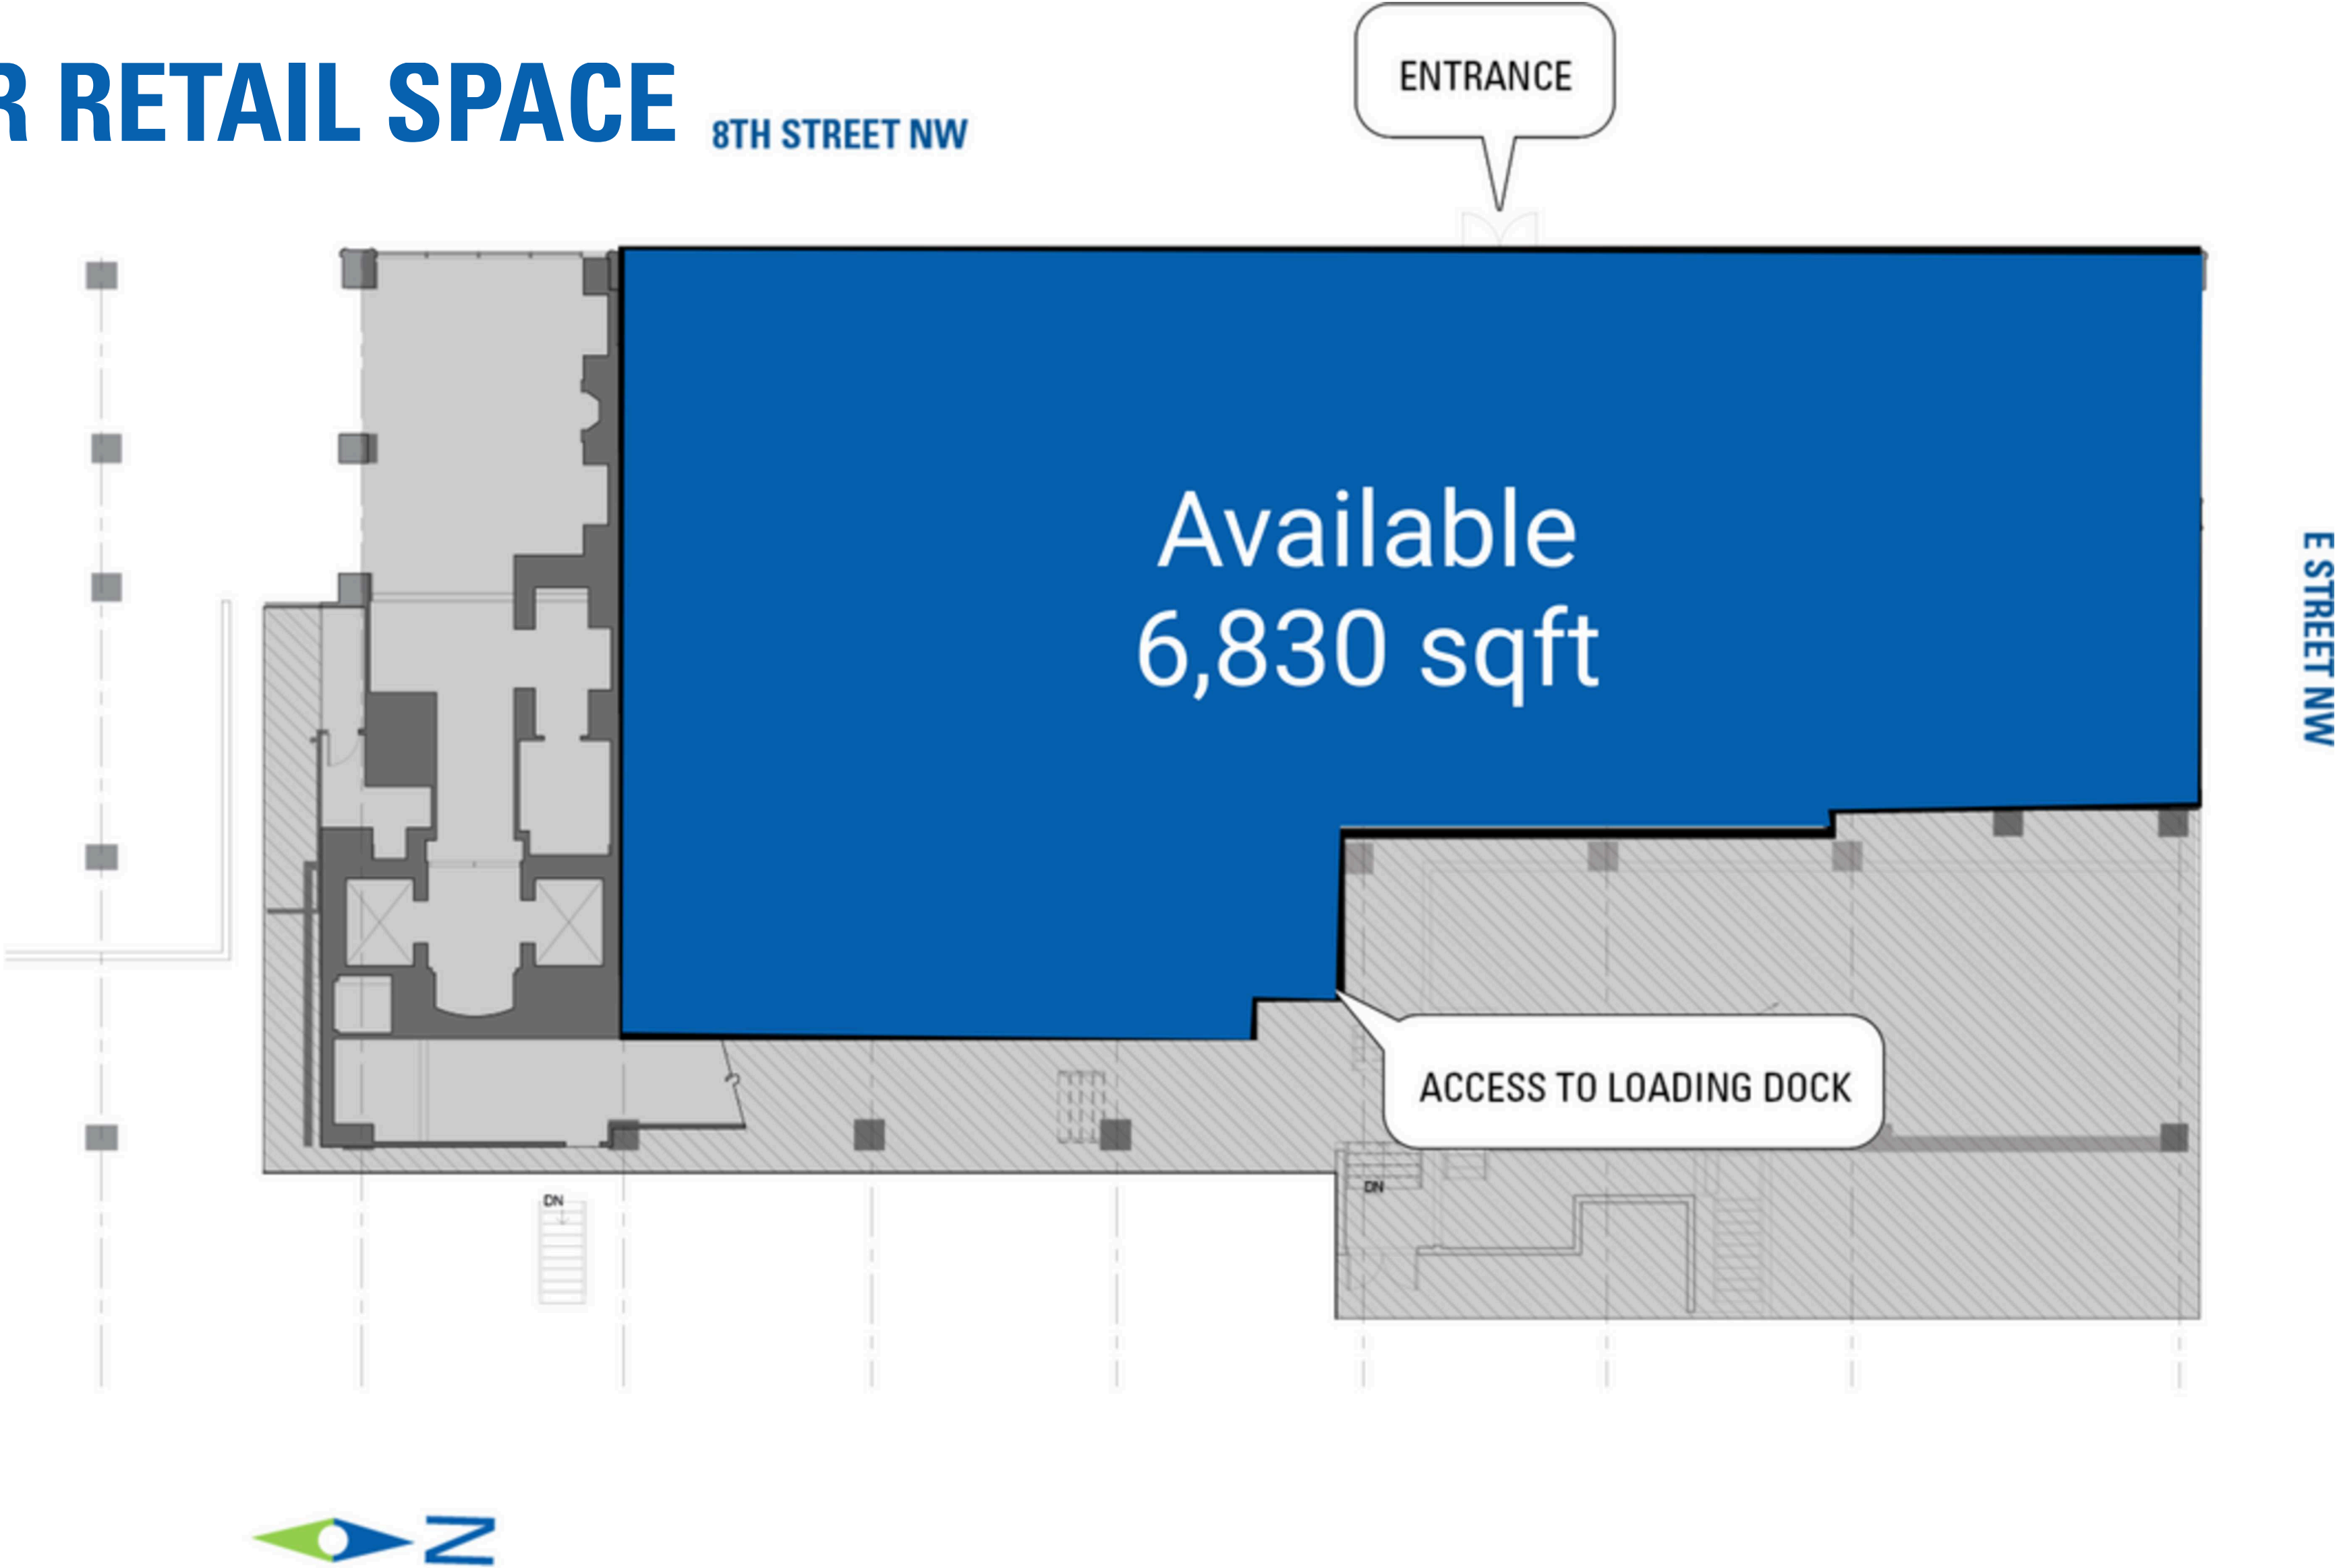 R RETAIL SPACE
8TH STREET NW
ENTRANCE
Available
6,830 sqft
E STREET NW
ACCESS TO LOADING DOCK
DN
DN
N